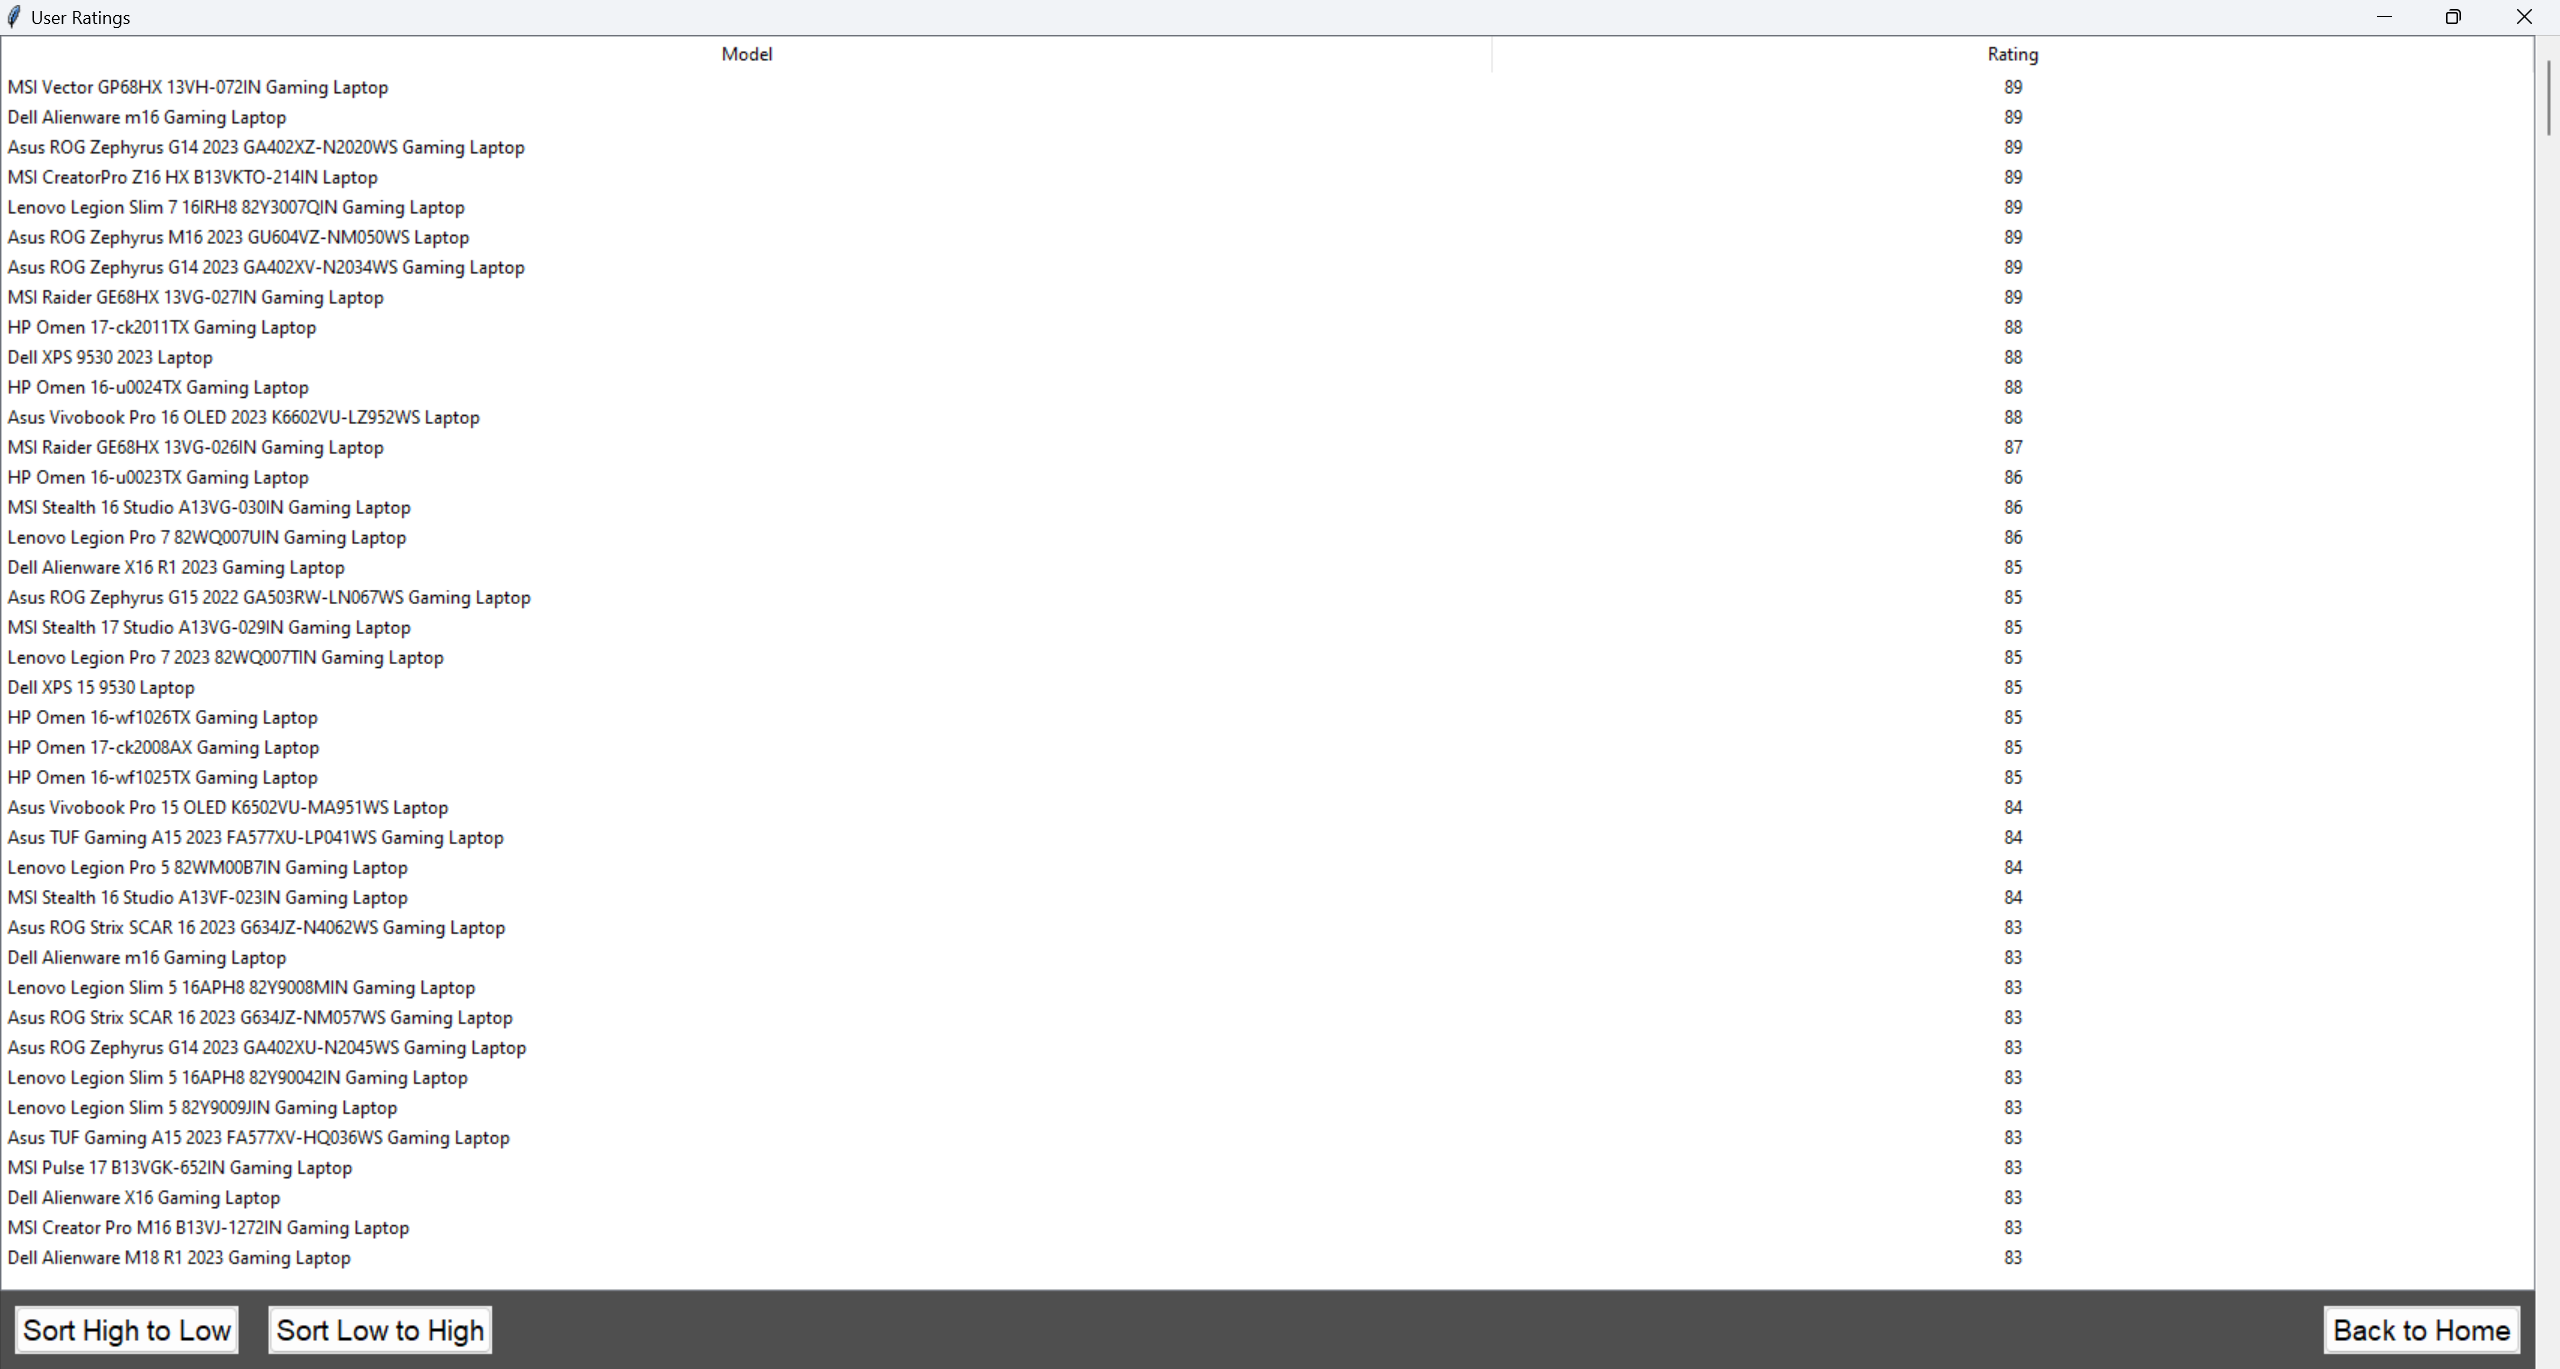 User Ratings
Model Rating
MSI Vector GP68HX 13VH-072IN Gaming Laptop 89
Dell Alienware m16 Gaming Laptop 89
Asus ROG Zephyrus G14 2023 GA402XZ-N2020WS Gaming Laptop 89
MSI CreatorPro Z16 HX B13VKTO-214IN Laptop 89
Lenovo Legion Slim 7 16IRH8 82Y3007QIN Gaming Laptop 89
Asus ROG Zephyrus M16 2023 GU604VZ-NM050WS Laptop 89
Asus ROG Zephyrus G14 2023 GA402XV-N2034WS Gaming Laptop 89
MSI Raider GE68HX 13VG-027IN Gaming Laptop 89
HP Omen 17-ck2011TX Gaming Laptop 88
Dell XPS 9530 2023 Laptop 88
HP Omen 16-u0024TX Gaming Laptop 88
Asus Vivobook Pro 16 OLED 2023 K6602VU-LZ952WS Laptop 88
MSI Raider GE68HX 13VG-026IN Gaming Laptop 87
HP Omen 16-u0023TX Gaming Laptop 86
MSI Stealth 16 Studio A13VG-030IN Gaming Laptop 86
Lenovo Legion Pro 7 82WQ007UIN Gaming Laptop 86
Dell Alienware X16 R1 2023 Gaming Laptop 85
Asus ROG Zephyrus G15 2022 GA503RW-LN067WS Gaming Laptop 85
MSI Stealth 17 Studio A13VG-029IN Gaming Laptop 85
Lenovo Legion Pro 7 2023 82WQ007TIN Gaming Laptop 85
Dell XPS 15 9530 Laptop 85
HP Omen 16-wf1026TX Gaming Laptop 85
HP Omen 17-ck2008AX Gaming Laptop 85
HP Omen 16-wf1025TX Gaming Laptop 85
Asus Vivobook Pro 15 OLED K6502VU-MA951WS Laptop 84
Asus TUF Gaming A15 2023 FA577XU-LP041WS Gaming Laptop 84
Lenovo Legion Pro 5 82WM00B7IN Gaming Laptop 84
MSI Stealth 16 Studio A13VF-023IN Gaming Laptop 84
Asus ROG Strix SCAR 16 2023 G634JZ-N4062WS Gaming Laptop 83
Dell Alienware m16 Gaming Laptop 83
Lenovo Legion Slim 5 16APH8 82Y9008MIN Gaming Laptop 83
Asus ROG Strix SCAR 16 2023 G634JZ-NM057WS Gaming Laptop 83
Asus ROG Zephyrus G14 2023 GA402XU-N2045WS Gaming Laptop 83
Lenovo Legion Slim 5 16APH8 82Y90042IN Gaming Laptop 83
Lenovo Legion Slim 5 82Y9009JIN Gaming Laptop 83
Asus TUF Gaming A15 2023 FA577XV-HQ036WS Gaming Laptop 83
MSI Pulse 17 B13VGK-652IN Gaming Laptop 83
Dell Alienware X16 Gaming Laptop 83
MSI Creator Pro M16 B13VJ-1272IN Gaming Laptop 83
Dell Alienware M18 R1 2023 Gaming Laptop 83
Sort High to Low Sort Low to High Back to Home